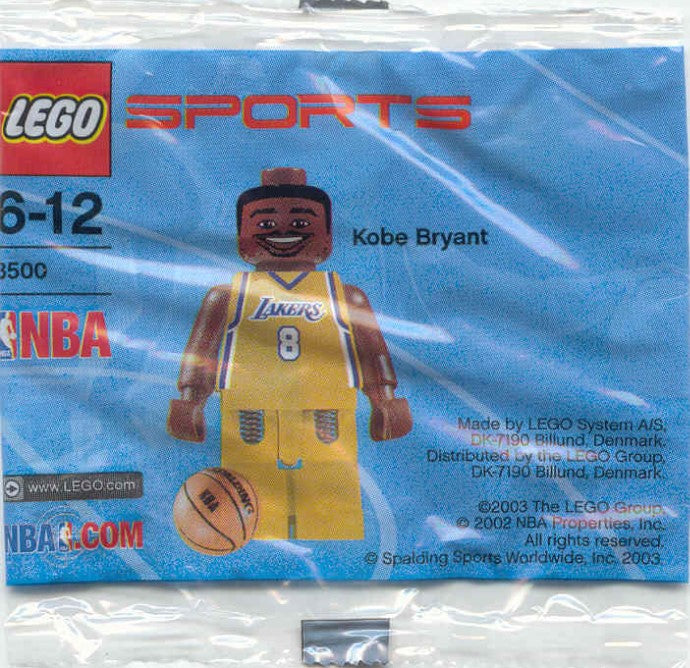 LEGO SPORTS
6-12
Kobe Bryant
3500
NBA
LAKERS
8
Made by LEGO System A/S,
DK-7190 Billund, Denmark.
Distributed by the LEGO Group,
DK-7190 Billund, Denmark.
www.LEGO.com
SPALDING
NBA
©2003 The LEGO Group.
© 2002 NBA Properties, Inc.
NBA.COM
All rights reserved.
© Spalding Sports Worldwide, Inc. 2003